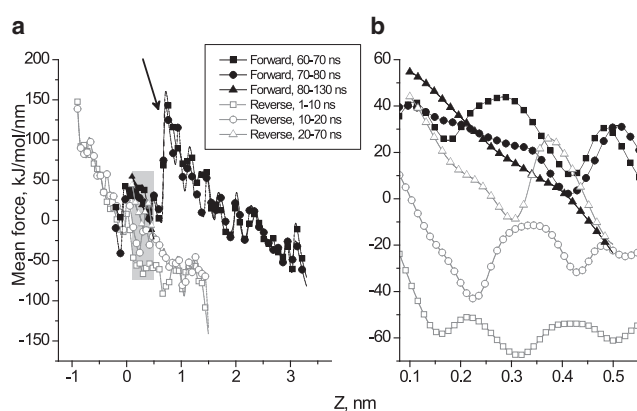 a
b
Mean force, kJ/mol/nm
200
150
100
50
0
-50
-100
-150
-1
0
1
2
3
Forward, 60-70 ns
Forward, 70-80 ns
Forward, 80-130 ns
Reverse, 1-10 ns
Reverse, 10-20 ns
Reverse, 20-70 ns
60
40
20
0
-20
-40
-60
0.1
0.2
0.3
0.4
0.5
Z, nm